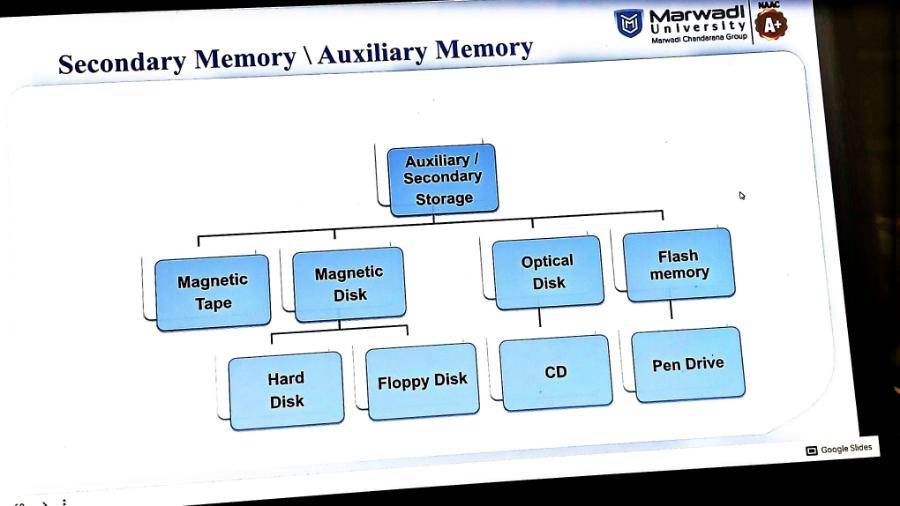 Secondary Memory \ Auxiliary Memory
Marwadi
University
Marwadi Chandarana Group
NAAC
A+
Auxiliary /
Secondary
Storage
Magnetic
Tape
Magnetic
Disk
Optical
Disk
Flash
memory
Hard
Disk
Floppy Disk
CD
Pen Drive
Google Slides